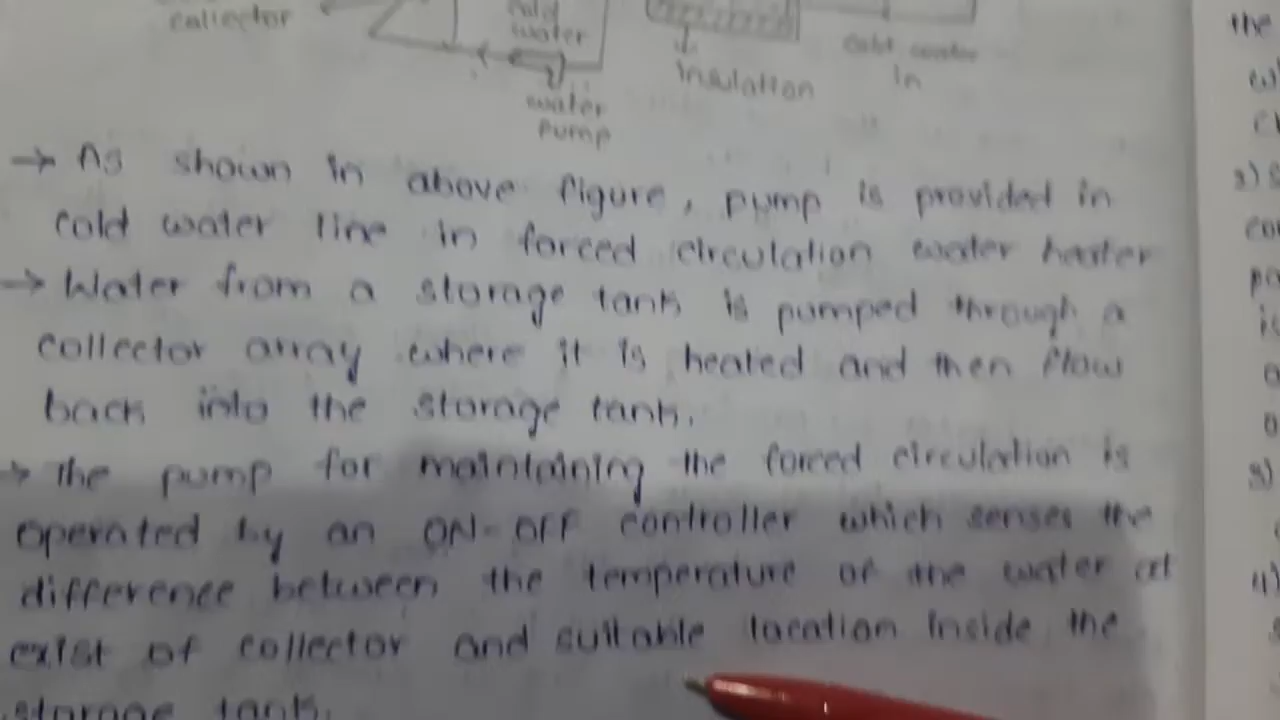 collector
cold
water
water
pump
insulation
cold water
in
→ As shown in above figure, pump is provided in
cold water line in forced circulation water heater
→ Water from a storage tank is pumped through a
collector array where it is heated and then flow
back into the storage tank.
→ The pump for maintaining the forced circulation is
operated by an ON-OFF controller which senses the
difference between the temperature of the water at
exist of collector and suitable location inside the
storage tank.
the